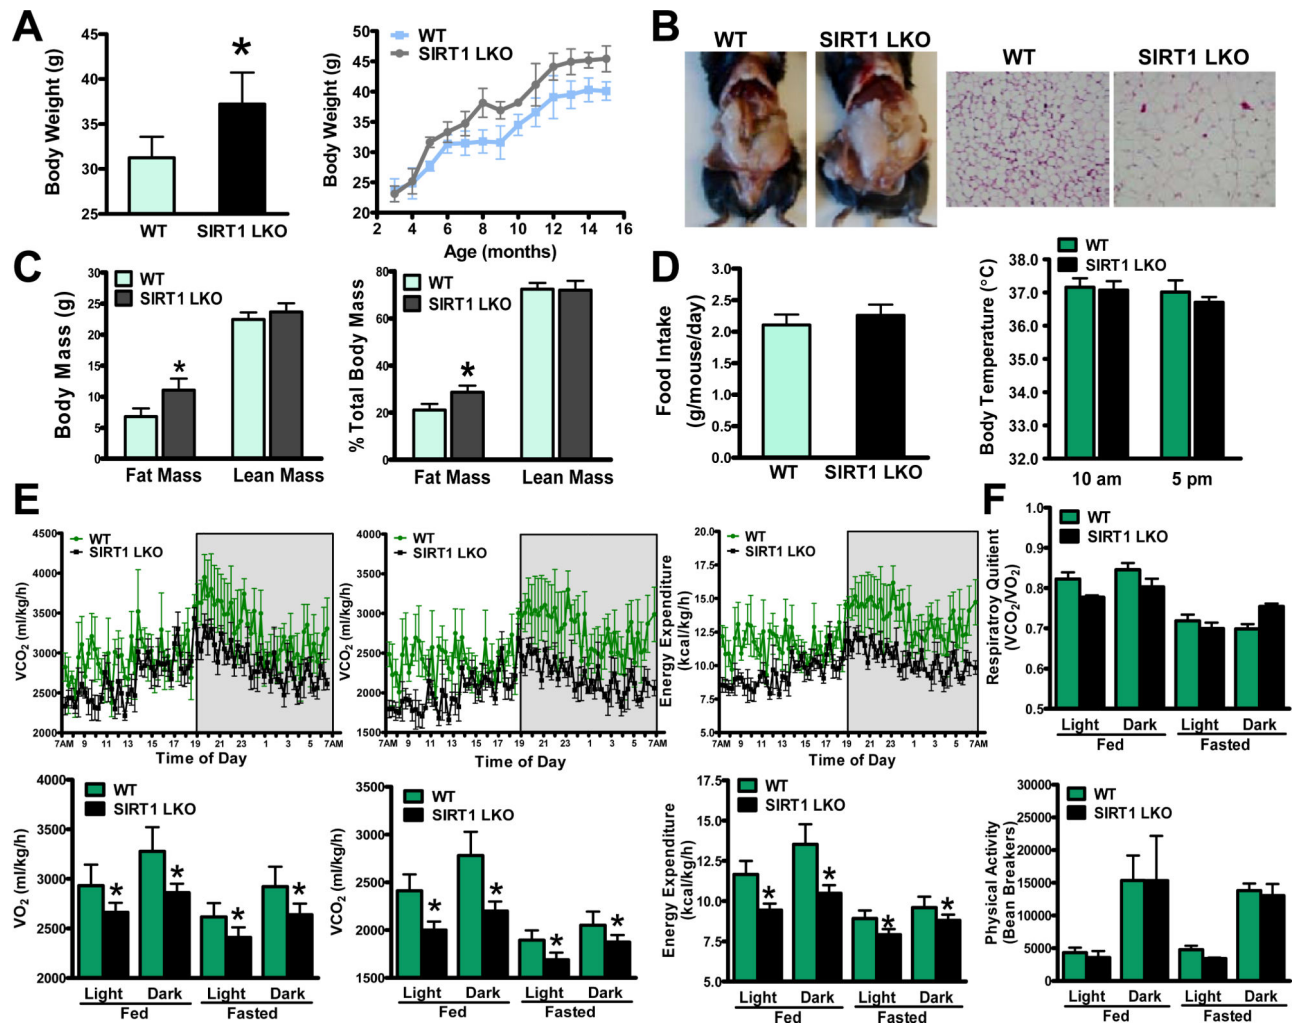 A
Body Weight (g)
45
40
35
30
25
*
WT
SIRT1 LKO
Body Weight (g)
50
45
40
35
30
25
20
WT
SIRT1 LKO
2
4
6
8
10
12
14
16
Age (months)
B
WT
SIRT1 LKO
WT
SIRT1 LKO
C
Body Mass (g)
30
25
20
15
10
5
0
WT
SIRT1 LKO
*
Fat Mass
Lean Mass
% Total Body Mass
80
60
40
20
0
WT
SIRT1 LKO
*
Fat Mass
Lean Mass
D
Food Intake
(g/mouse/day)
3.0
2.5
2.0
1.5
1.0
0.5
0.0
WT
SIRT1 LKO
Body Temperature (°C)
38.0
37.0
36.0
35.0
34.0
33.0
32.0
WT
SIRT1 LKO
10 am
5 pm
E
VCO2 (ml/kg/h)
4500
4000
3500
3000
2500
2000
WT
SIRT1 LKO
7AM
9
11
13
15
17
19
21
23
1
3
5
7AM
Time of Day
VCO2 (ml/kg/h)
4000
3500
3000
2500
2000
1500
WT
SIRT1 LKO
7AM
9
11
13
15
17
19
21
23
1
3
5
7AM
Time of Day
Energy Expenditure
(kcal/kg/h)
20.0
17.5
15.0
12.5
10.0
7.5
5.0
WT
SIRT1 LKO
7AM
9
11
13
15
17
19
21
23
1
3
5
7AM
Time of Day
VO2 (ml/kg/h)
4000
3500
3000
2500
2000
WT
SIRT1 LKO
*
*
*
*
Light
Dark
Light
Dark
Fed
Fasted
VCO2 (ml/kg/h)
3500
3000
2500
2000
1500
WT
SIRT1 LKO
*
*
*
*
Light
Dark
Light
Dark
Fed
Fasted
Energy Expenditure
(kcal/kg/h)
17.5
15.0
12.5
10.0
7.5
5.0
WT
SIRT1 LKO
*
*
*
*
Light
Dark
Light
Dark
Fed
Fasted
F
Respiratroy Quitient
(VCO2/VO2)
1.0
0.9
0.8
0.7
0.6
0.5
WT
SIRT1 LKO
Light
Dark
Light
Dark
Fed
Fasted
Physical Activity
(Bean Breakers)
30000
25000
20000
15000
10000
5000
0
WT
SIRT1 LKO
Light
Dark
Light
Dark
Fed
Fasted